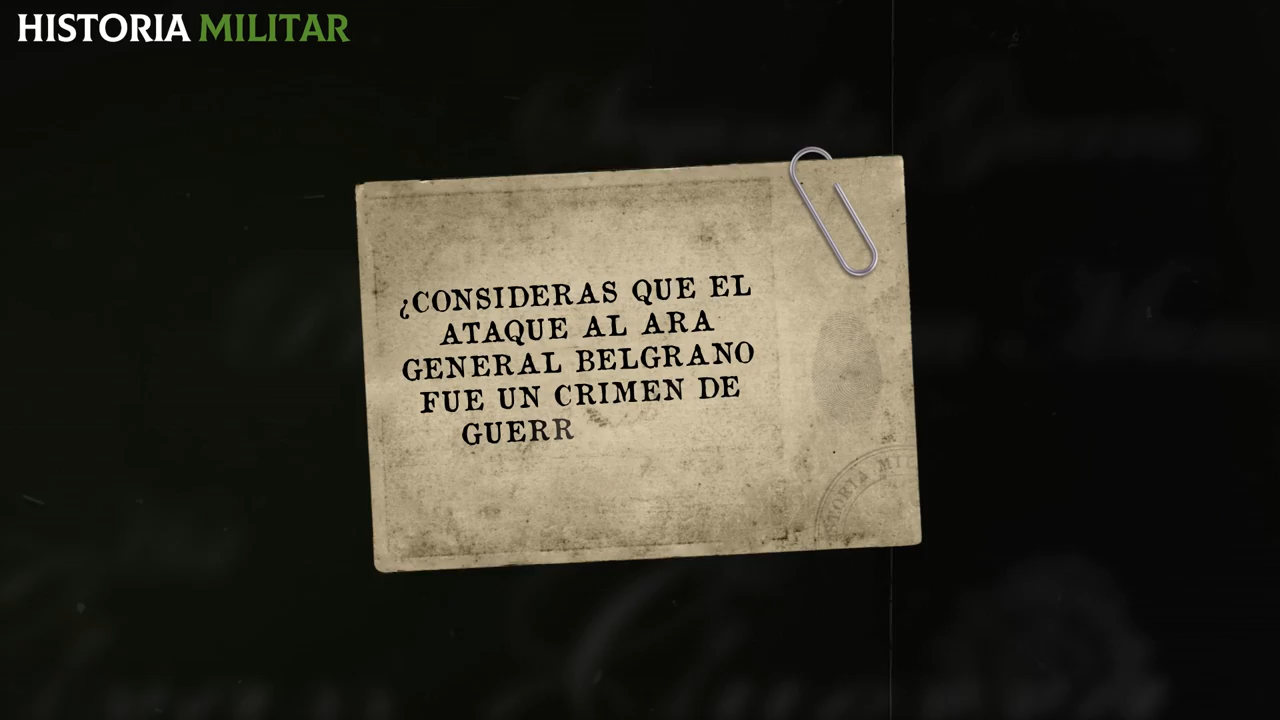 HISTORIA MILITAR
¿CONSIDERAS QUE EL
ATAQUE AL ARA
GENERAL BELGRANO
FUE UN CRIMEN DE
GUERR